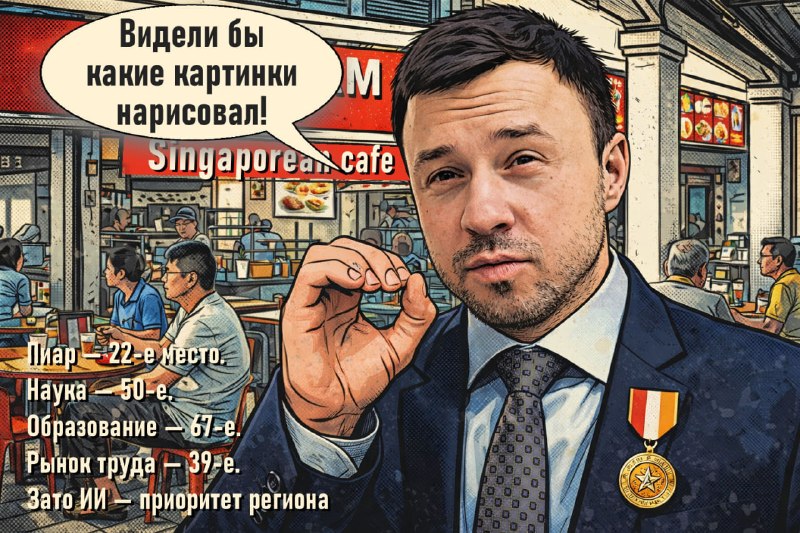 Видели бы
какие картинки
нарисовал!
Singaporean cafe
Пиар — 22-е место.
Наука — 50-е.
Образование — 67-е.
Рынок труда — 39-е.
Зато ИИ — приоритет региона